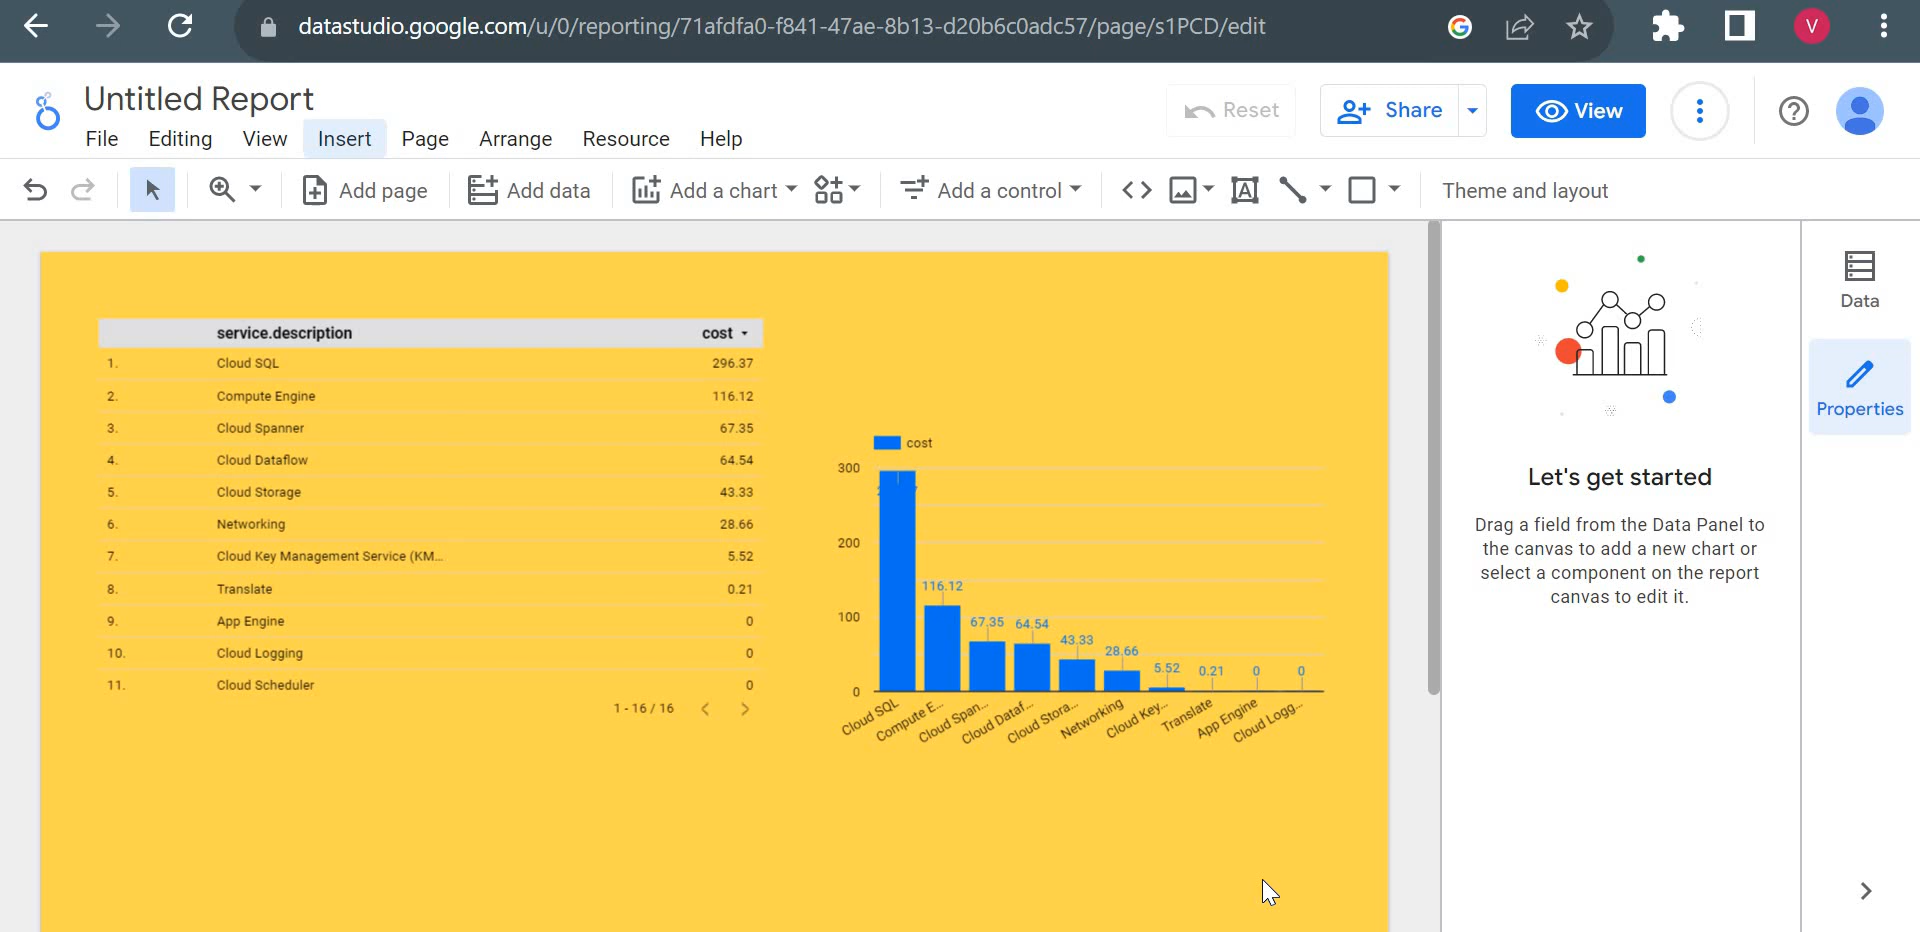 datastudio.google.com/u/0/reporting/71afdfa0-f841-47ae-8b13-d20b6c0adc57/page/s1PCD/edit
V
Untitled Report
Reset
Share
View
File Editing View Insert Page Arrange Resource Help
Add page Add data Add a chart Add a control Theme and layout
service.description cost
1. Cloud SQL 296.37
2. Compute Engine 116.12
3. Cloud Spanner 67.35
4. Cloud Dataflow 64.54
5. Cloud Storage 43.33
6. Networking 28.66
7. Cloud Key Management Service (KM... 5.52
8. Translate 0.21
9. App Engine 0
10. Cloud Logging 0
11. Cloud Scheduler 0
1 - 16 / 16
cost
300
200
100
0
116.12
67.35
64.54
43.33
28.66
5.52
0.21
0
0
Cloud SQL
Compute E...
Cloud Span...
Cloud Dataf...
Cloud Stora...
Networking
Cloud Key...
Translate
App Engine
Cloud Logg...
Let's get started
Drag a field from the Data Panel to
the canvas to add a new chart or
select a component on the report
canvas to edit it.
Data
Properties